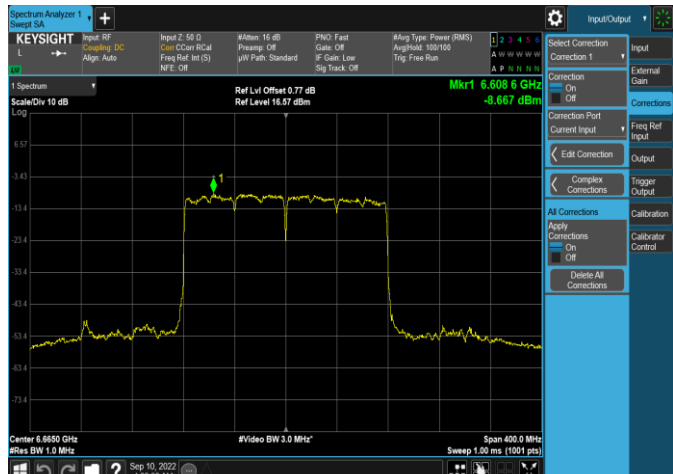 Spectrum Analyzer 1
Swept SA
Input/Output
KEYSIGHT
L
LV
Input: RF
Coupling: DC
Align: Auto
Input Z: 50 Ω
Corr CCorr RCal
Freq Ref: Int (S)
NFE: Off
#Atten: 16 dB
Preamp: Off
µW Path: Standard
PNO: Fast
Gate: Off
IF Gain: Low
Sig Track: Off
#Avg Type: Power (RMS)
Avg|Hold: 100/100
Trig: Free Run
1 2 3 4 5 6
A W W W W W
A P N N N N
1 Spectrum
Scale/Div 10 dB
Log
Ref Lvl Offset 0.77 dB
Ref Level 16.57 dBm
Mkr1 6.608 6 GHz
-8.667 dBm
6.57
-3.43
-13.4
-23.4
-33.4
-43.4
-53.4
-63.4
-73.4
1
Center 6.6650 GHz
#Res BW 1.0 MHz
#Video BW 3.0 MHz*
Span 400.0 MHz
Sweep 1.00 ms (1001 pts)
Sep 10, 2022
Select Correction
Correction 1
Correction
On
Off
Correction Port
Current Input
Edit Correction
Complex
Corrections
All Corrections
Apply
Corrections
On
Off
Delete All
Corrections
Input
External
Gain
Corrections
Freq Ref
Input
Output
Trigger
Output
Calibration
Calibrator
Control